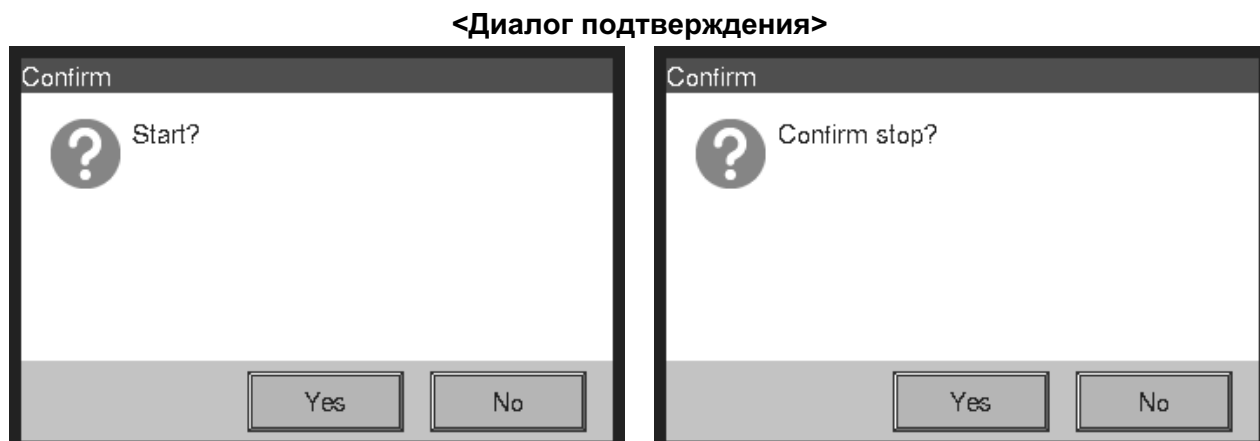 <Диалог подтверждения>
Confirm
Start?
Yes No
Confirm
Confirm stop?
Yes No